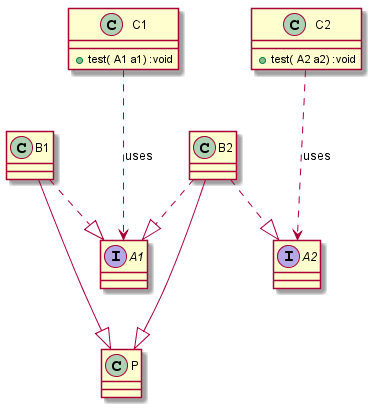 C C1
+ test( A1 a1) : void
C C2
+ test( A2 a2) : void
uses
uses
C B1
C B2
I A1
I A2
C P